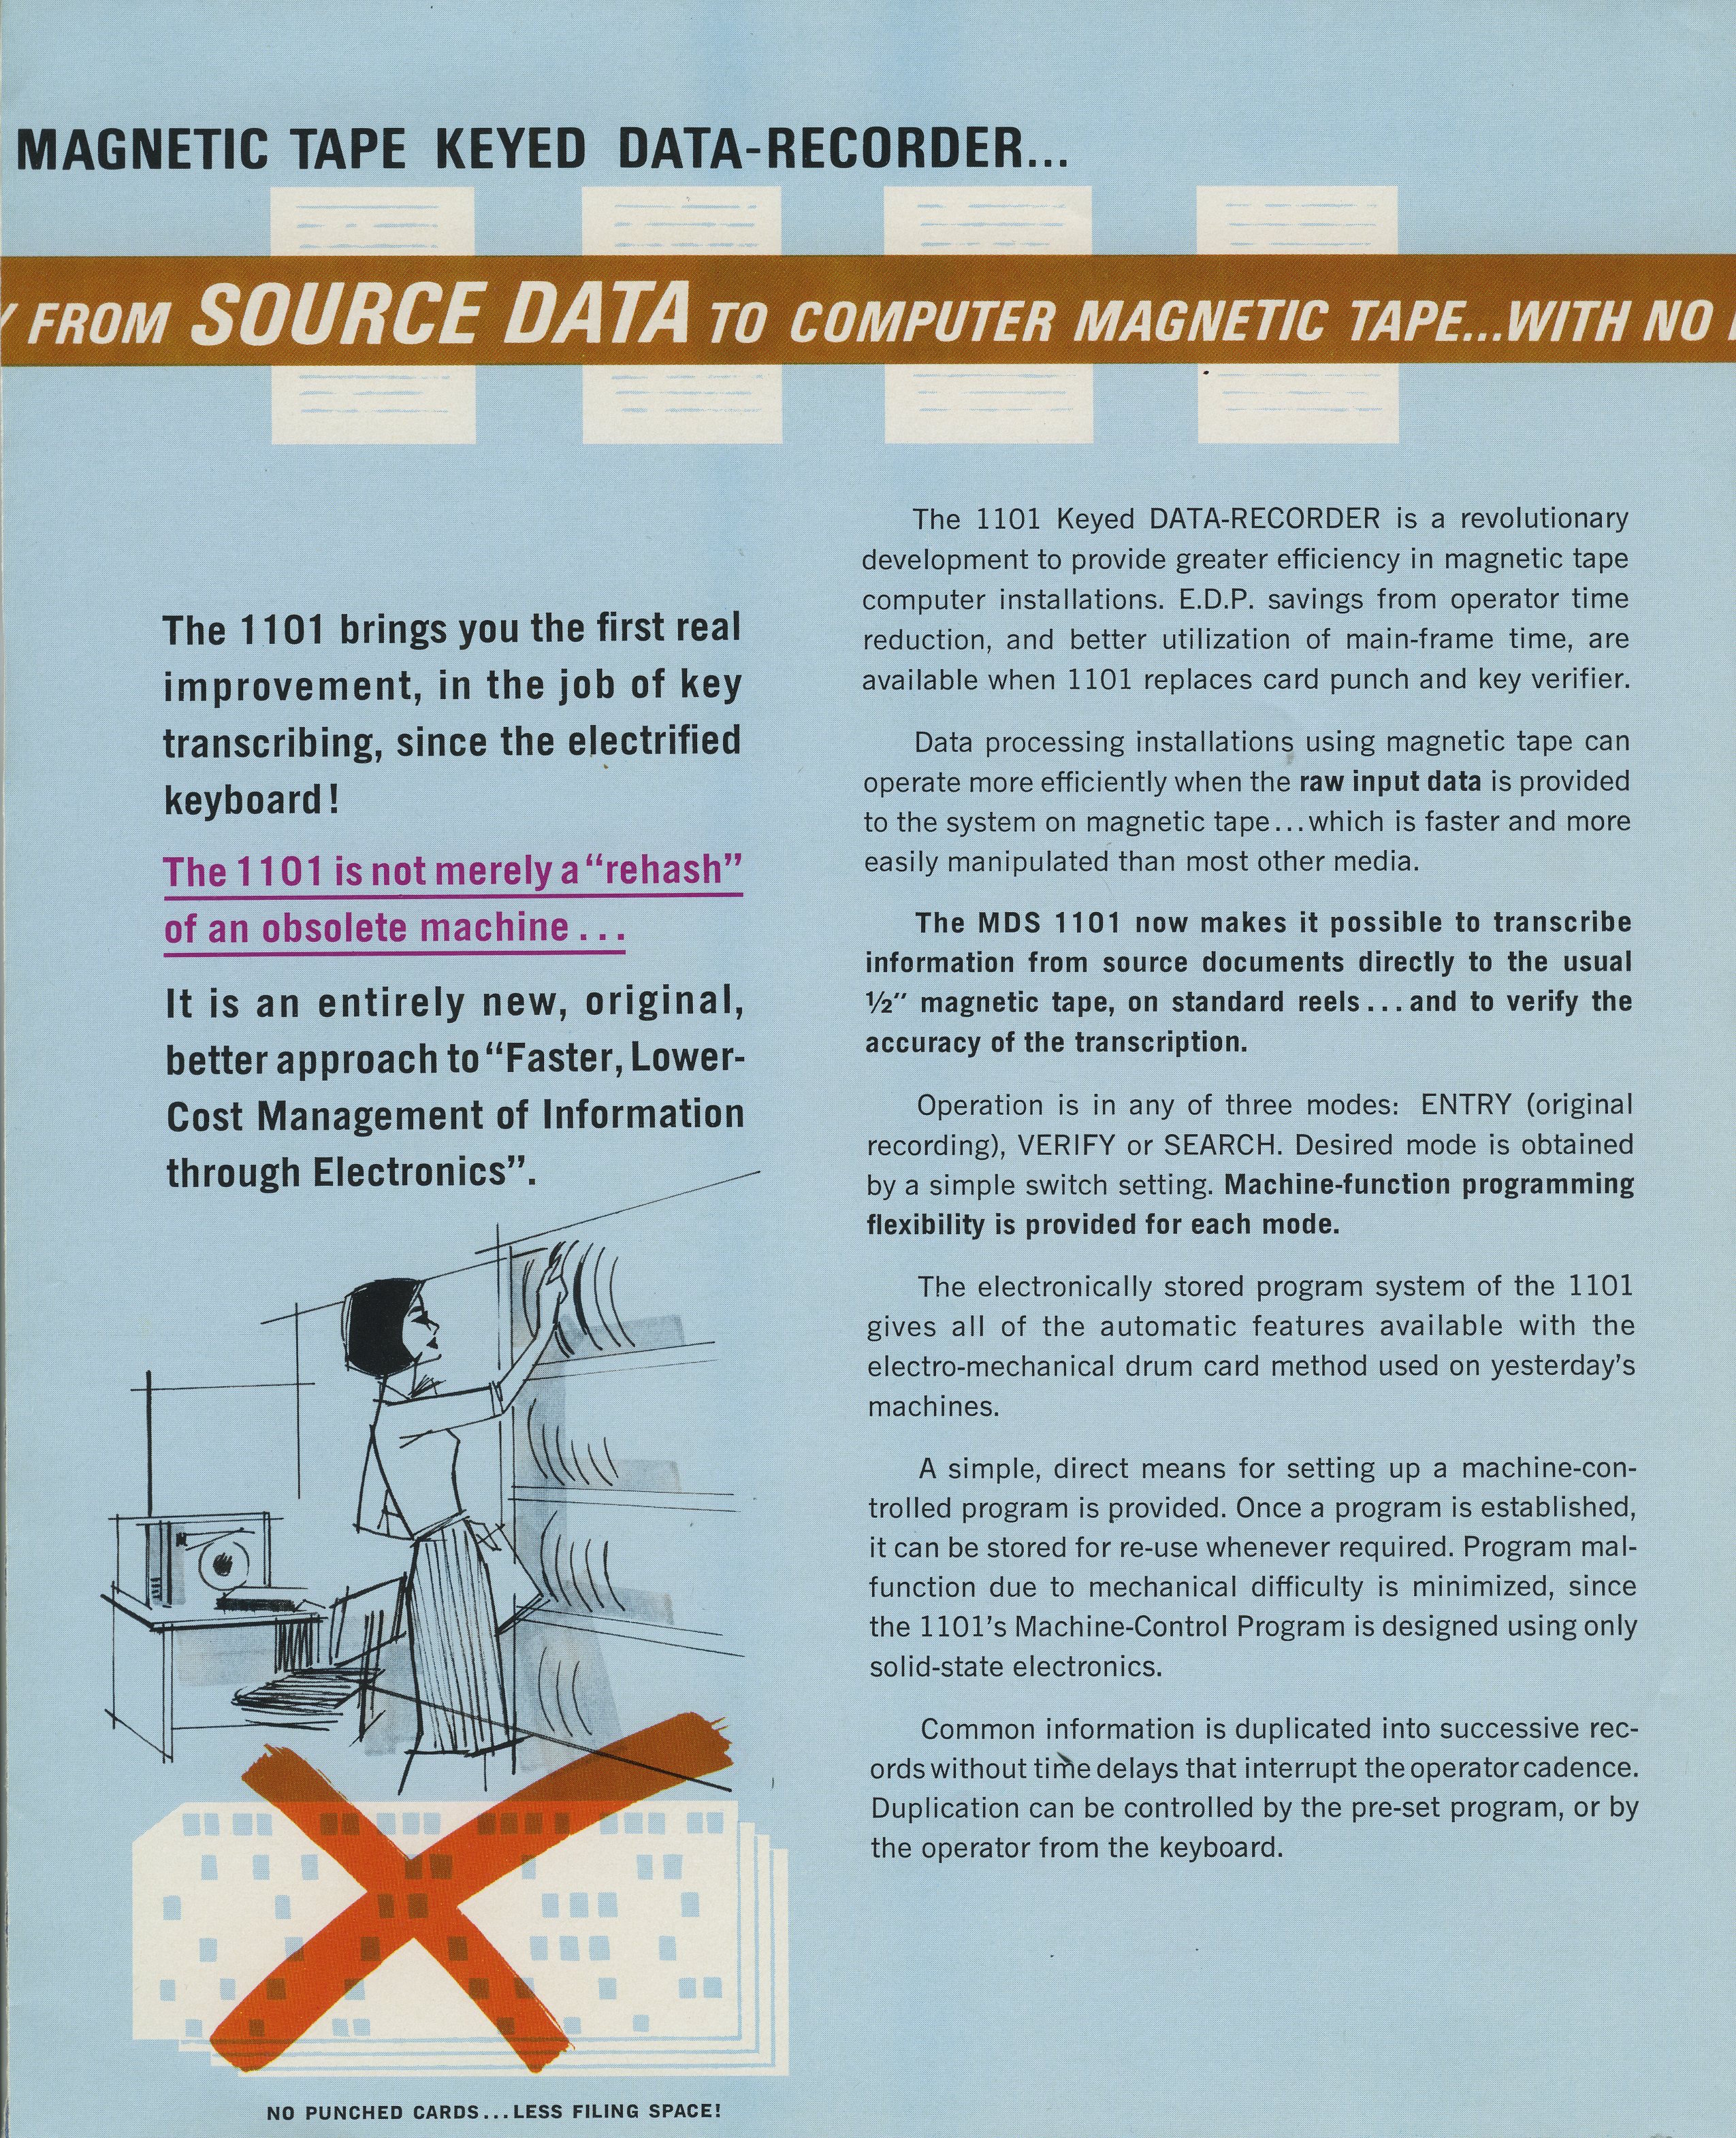 MAGNETIC TAPE KEYED DATA-RECORDER...
FROM SOURCE DATA TO COMPUTER MAGNETIC TAPE...WITH NO
The 1101 brings you the first real
improvement, in the job of key
transcribing, since the electrified
keyboard!
The 1101 is not merely a “rehash”
of an obsolete machine...
It is an entirely new, original,
better approach to “Faster, Lower-
Cost Management of Information
through Electronics”.
NO PUNCHED CARDS...LESS FILING SPACE!
The 1101 Keyed DATA-RECORDER is a revolutionary
development to provide greater efficiency in magnetic tape
computer installations. E.D.P. savings from operator time
reduction, and better utilization of main-frame time, are
available when 1101 replaces card punch and key verifier.
Data processing installations using magnetic tape can
operate more efficiently when the raw input data is provided
to the system on magnetic tape...which is faster and more
easily manipulated than most other media.
The MDS 1101 now makes it possible to transcribe
information from source documents directly to the usual
½″ magnetic tape, on standard reels...and to verify the
accuracy of the transcription.
Operation is in any of three modes: ENTRY (original
recording), VERIFY or SEARCH. Desired mode is obtained
by a simple switch setting. Machine-function programming
flexibility is provided for each mode.
The electronically stored program system of the 1101
gives all of the automatic features available with the
electro-mechanical drum card method used on yesterday’s
machines.
A simple, direct means for setting up a machine-con-
trolled program is provided. Once a program is established,
it can be stored for re-use whenever required. Program mal-
function due to mechanical difficulty is minimized, since
the 1101’s Machine-Control Program is designed using only
solid-state electronics.
Common information is duplicated into successive rec-
ords without time delays that interrupt the operator cadence.
Duplication can be controlled by the pre-set program, or by
the operator from the keyboard.